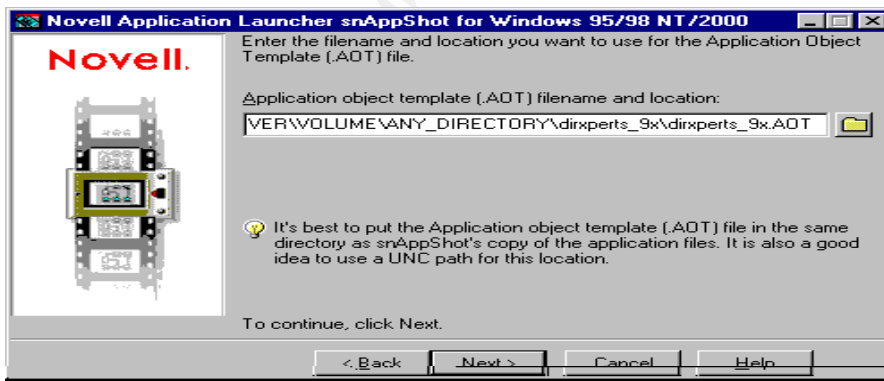 Novell Application Launcher snAppShot for Windows 95/98 NT/2000
Novell.
Enter the filename and location you want to use for the Application Object
Template (.AOT) file.
Application object template (.AOT) filename and location:
VER\VOLUME\ANY_DIRECTORY\dirxperts_9x\dirxperts_9x.AOT
It's best to put the Application object template (.AOT) file in the same
directory as snAppShot's copy of the application files. It is also a good
idea to use a UNC path for this location.
To continue, click Next.
< Back Next > Cancel Help